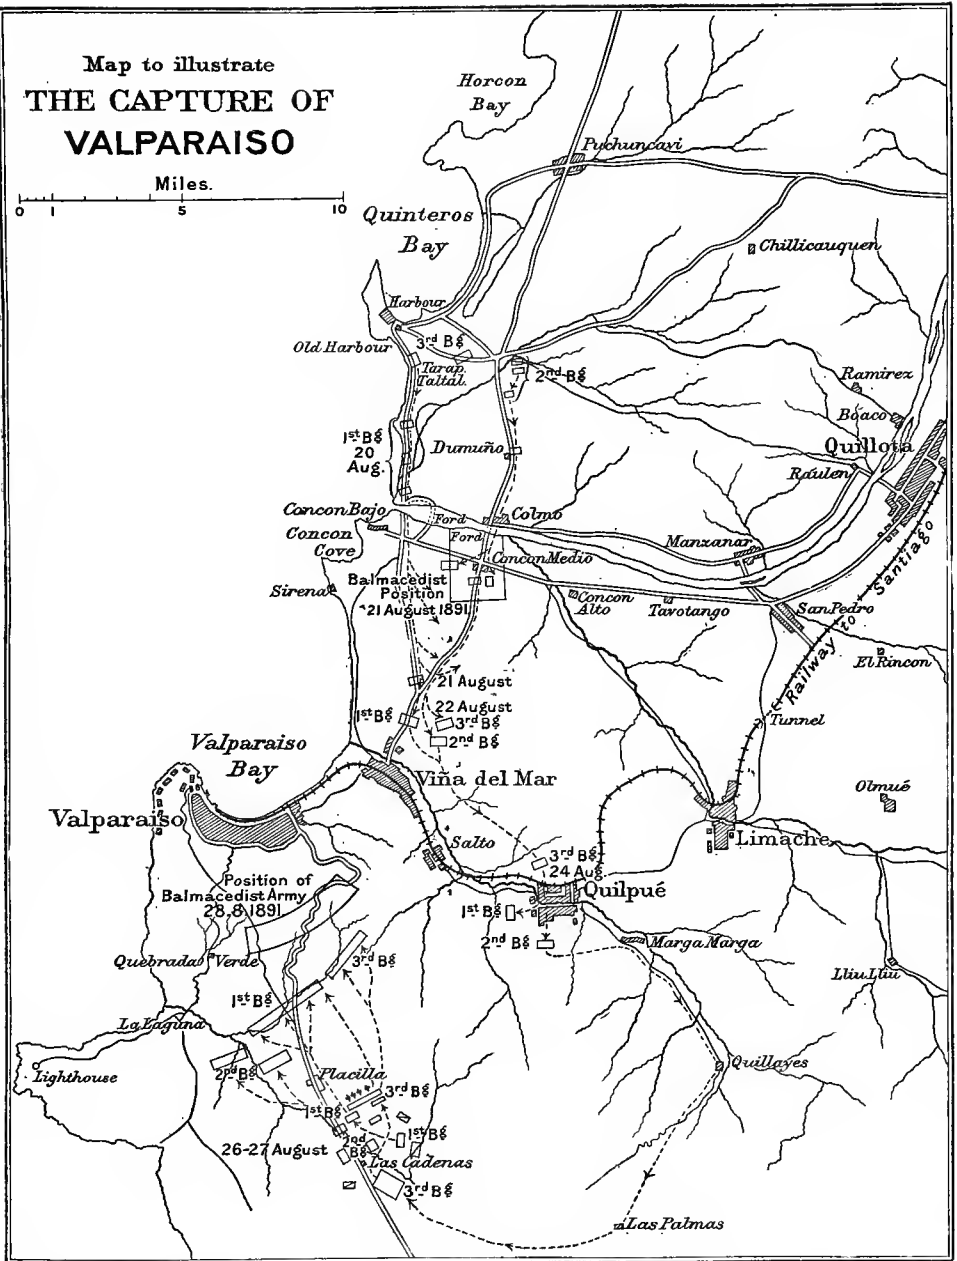 Map to illustrate
THE CAPTURE OF
VALPARAISO
Miles.
0 1 5 10
Horcon
Bay
Puchuncavi
Quinteros
Bay
Chillicauquen
Harbour
Old Harbour
3rd Bg
Tarap.
Taltal.
2nd Bg
Ramirez
Boaco
Quillota
1st Bg
20
Aug.
Dumuño
Raulen
Concon Bajo
Colmo
Ford
Concon
Cove
Ford
Manzanar
Concon Medio
Balmacedist
Position
21 August 1891
Sirena
Concon
Alto
Tavotango
San Pedro
Railway to Santiago
El Rincon
21 August
22 August
1st Bg
3rd Bg
2nd Bg
Tunnel
Valparaiso
Bay
Viña del Mar
Olmué
Valparaiso
Salto
Limache
3rd Bg
24 Aug
Quilpué
Position of
Balmacedist Army
28.8.1891
1st Bg
2nd Bg
Marga Marga
Quebrada Verde
3rd Bg
Lliu Lliu
1st Bg
La Laguna
Lighthouse
2nd Bg
Placilla
Quillayes
3rd Bg
1st Bg
1st Bg
26-27 August
2nd
Bg
Las Cadenas
3rd Bg
Las Palmas